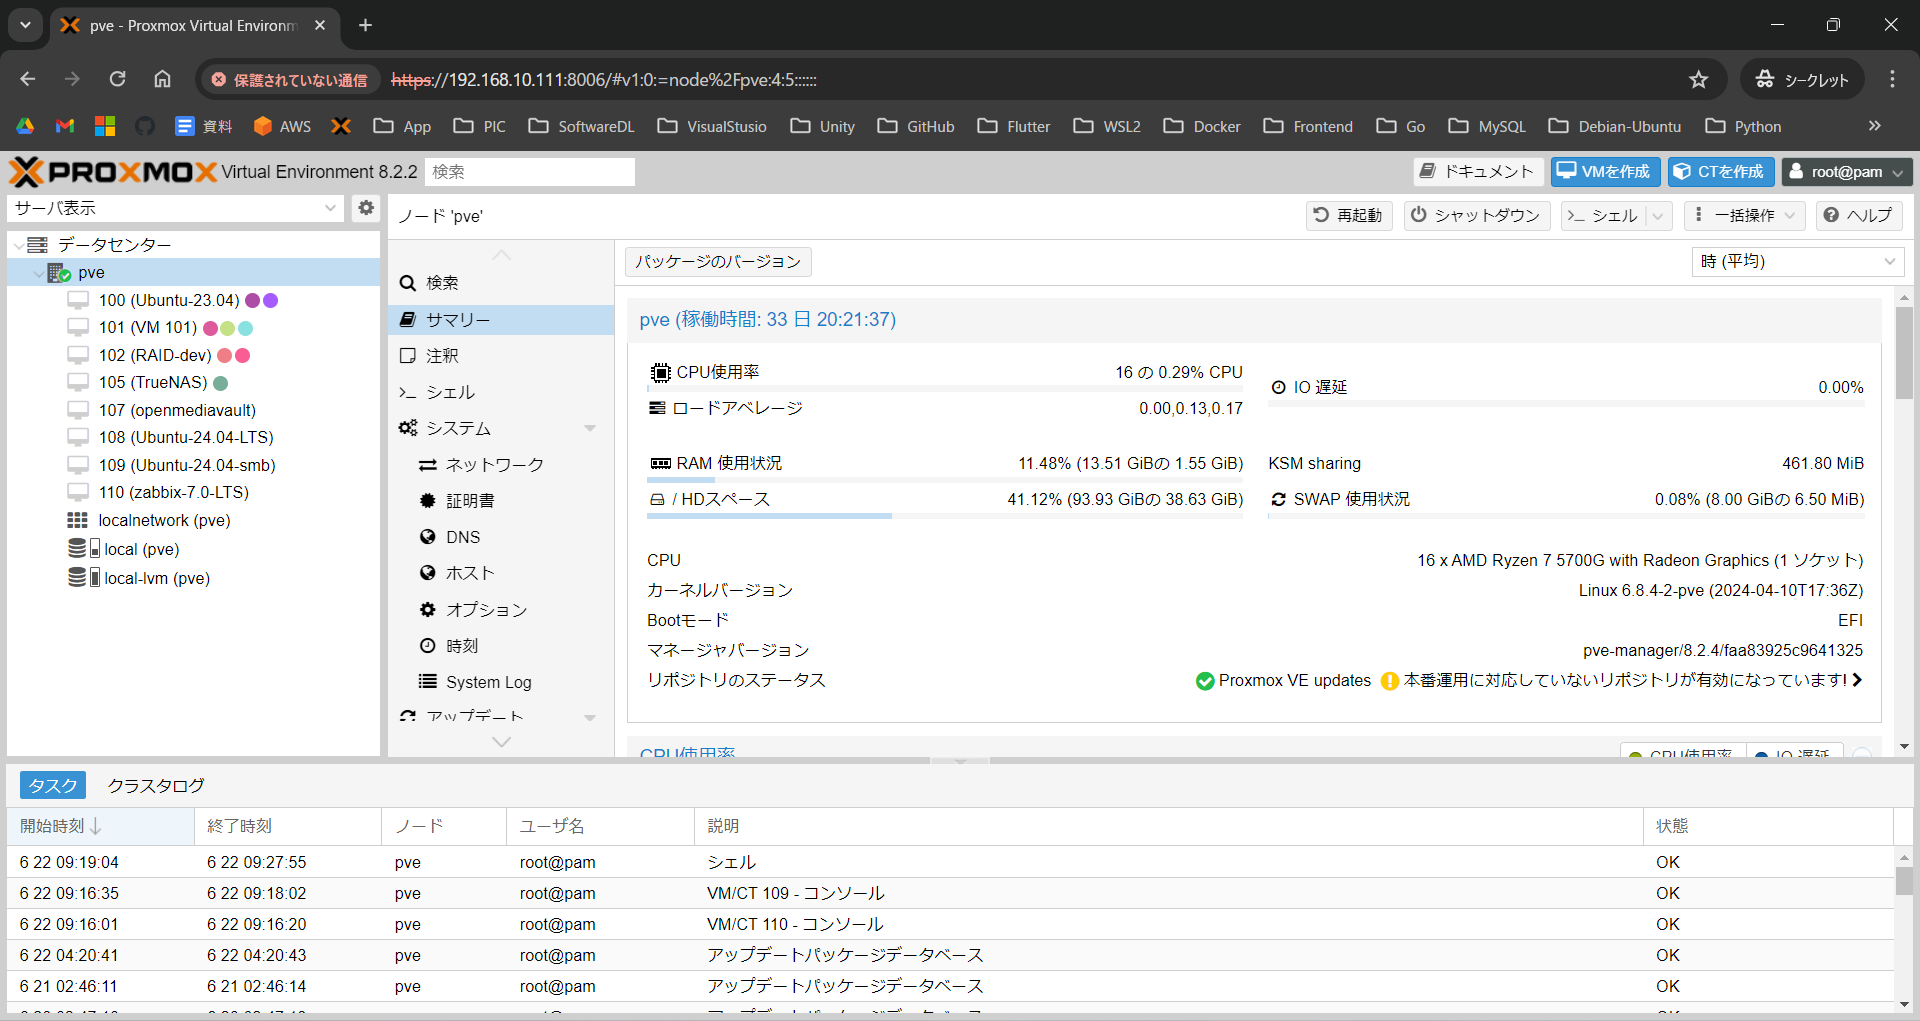 pve - Proxmox Virtual Environm
保護されていない通信 https://192.168.10.111:8006/#v1:0:=node%2Fpve:4:5:::::: シークレット
資料 AWS App PIC SoftwareDL VisualStusio Unity GitHub Flutter WSL2 Docker Frontend Go MySQL Debian-Ubuntu Python »
PROXMOX Virtual Environment 8.2.2 検索 ドキュメント VMを作成 CTを作成 root@pam
サーバ表示
データセンター
pve
100 (Ubuntu-23.04)
101 (VM 101)
102 (RAID-dev)
105 (TrueNAS)
107 (openmediavault)
108 (Ubuntu-24.04-LTS)
109 (Ubuntu-24.04-smb)
110 (zabbix-7.0-LTS)
localnetwork (pve)
local (pve)
local-lvm (pve)
ノード 'pve' 再起動 シャットダウン シェル 一括操作 ヘルプ
検索
サマリー
注釈
シェル
システム
ネットワーク
証明書
DNS
ホスト
オプション
時刻
System Log
アップデート
パッケージのバージョン 時 (平均)
pve (稼働時間: 33 日 20:21:37)
CPU使用率 16 の 0.29% CPU
IO 遅延 0.00%
ロードアベレージ 0.00,0.13,0.17
RAM 使用状況 11.48% (13.51 GiBの 1.55 GiB)
KSM sharing 461.80 MiB
/ HDスペース 41.12% (93.93 GiBの 38.63 GiB)
SWAP 使用状況 0.08% (8.00 GiBの 6.50 MiB)
CPU 16 x AMD Ryzen 7 5700G with Radeon Graphics (1 ソケット)
カーネルバージョン Linux 6.8.4-2-pve (2024-04-10T17:36Z)
Bootモード EFI
マネージャバージョン pve-manager/8.2.4/faa83925c9641325
リポジトリのステータス Proxmox VE updates 本番運用に対応していないリポジトリが有効になっています!
CPU使用率 CPU使用率 IO 遅延
タスク クラスタログ
開始時刻 終了時刻 ノード ユーザ名 説明 状態
6 22 09:19:04 6 22 09:27:55 pve root@pam シェル OK
6 22 09:16:35 6 22 09:18:02 pve root@pam VM/CT 109 - コンソール OK
6 22 09:16:01 6 22 09:16:20 pve root@pam VM/CT 110 - コンソール OK
6 22 04:20:41 6 22 04:20:43 pve root@pam アップデートパッケージデータベース OK
6 21 02:46:11 6 21 02:46:14 pve root@pam アップデートパッケージデータベース OK